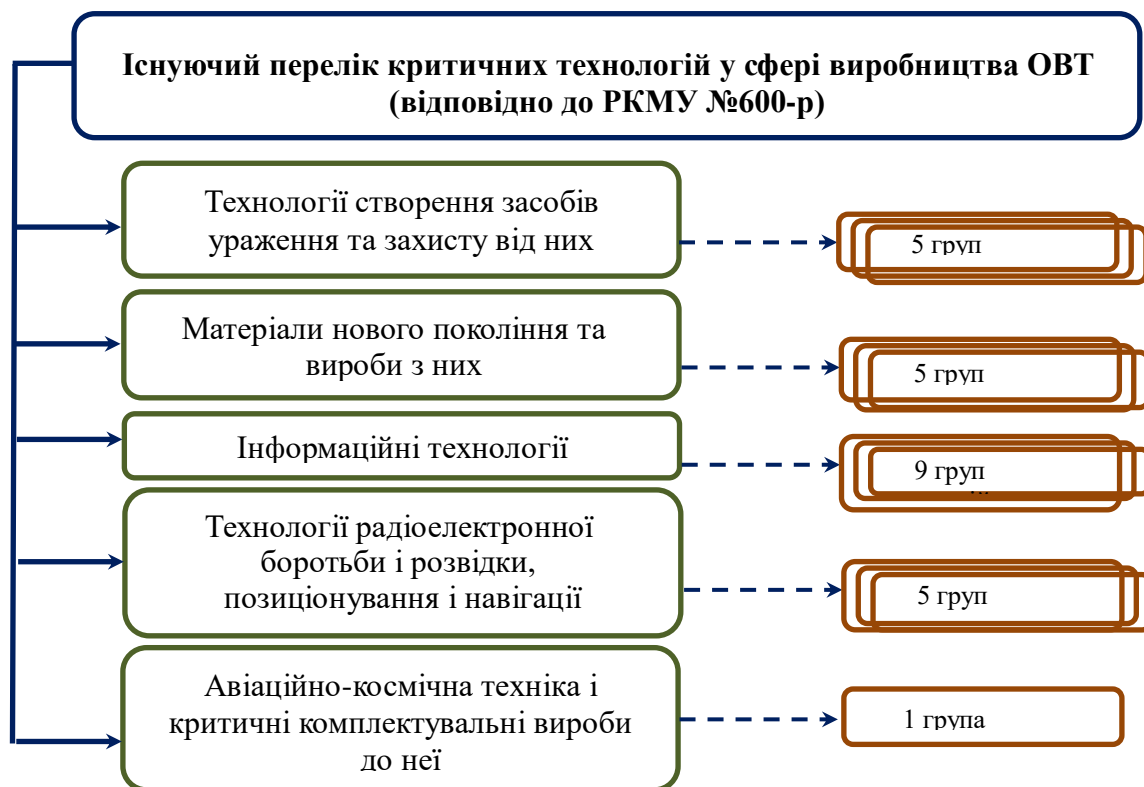 Існуючий перелік критичних технологій у сфері виробництва ОВТ
(відповідно до РКМУ №600-р)
Технології створення засобів
ураження та захисту від них
5 груп
Матеріали нового покоління та
вироби з них
5 груп
Інформаційні технології
9 груп
...
Технології радіоелектронної
боротьби і розвідки,
позиціонування і навігації
5 груп
Авіаційно-космічна техніка і
критичні комплектувальні вироби
до неї
1 група